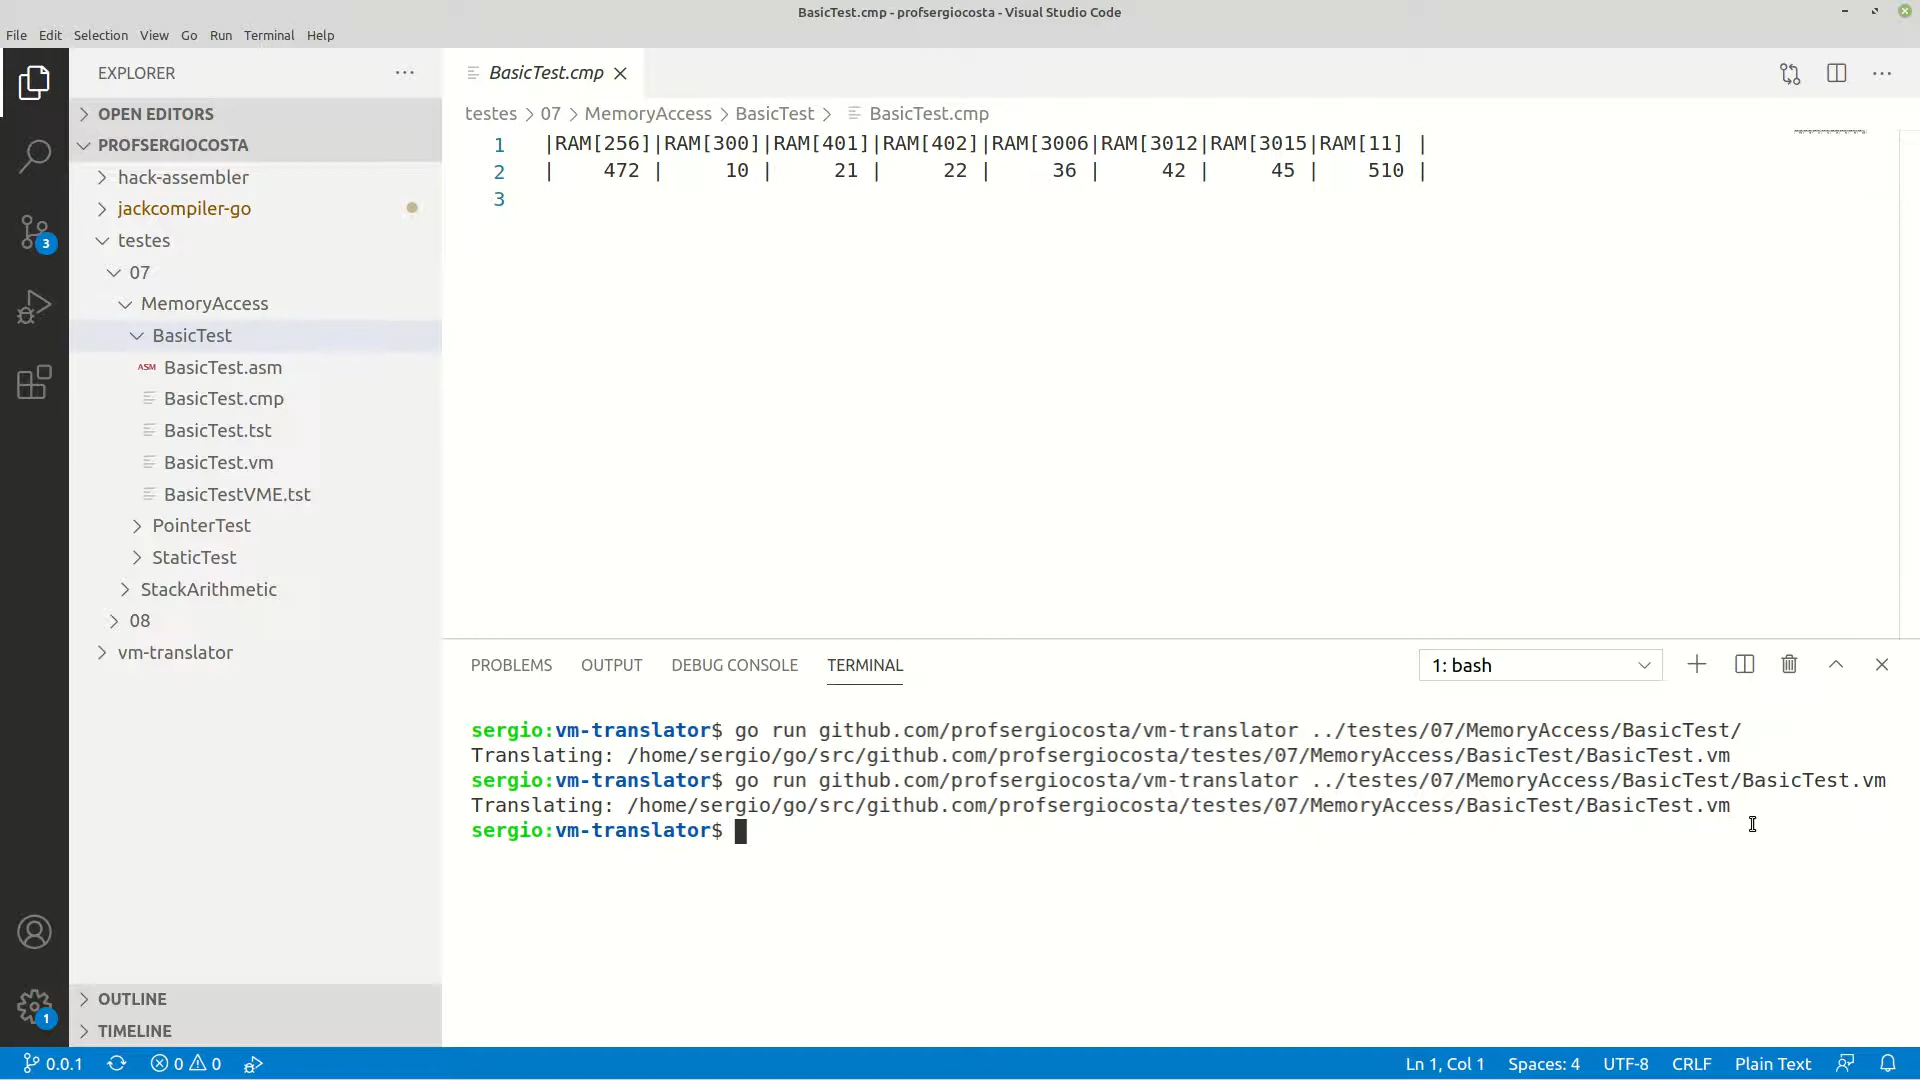 BasicTest.cmp - profsergiocosta - Visual Studio Code
File Edit Selection View Go Run Terminal Help
EXPLORER
OPEN EDITORS
PROFSERGIOCOSTA
hack-assembler
jackcompiler-go
testes
07
MemoryAccess
BasicTest
ASM BasicTest.asm
BasicTest.cmp
BasicTest.tst
BasicTest.vm
BasicTestVME.tst
PointerTest
StaticTest
StackArithmetic
08
vm-translator
OUTLINE
TIMELINE
3
1
BasicTest.cmp
testes > 07 > MemoryAccess > BasicTest > BasicTest.cmp
1 |RAM[256]|RAM[300]|RAM[401]|RAM[402]|RAM[3006|RAM[3012|RAM[3015|RAM[11] |
2 |    472 |     10 |     21 |     22 |     36 |     42 |     45 |    510 |
3
PROBLEMS OUTPUT DEBUG CONSOLE TERMINAL
1: bash
sergio:vm-translator$ go run github.com/profsergiocosta/vm-translator ../testes/07/MemoryAccess/BasicTest/
Translating: /home/sergio/go/src/github.com/profsergiocosta/testes/07/MemoryAccess/BasicTest/BasicTest.vm
sergio:vm-translator$ go run github.com/profsergiocosta/vm-translator ../testes/07/MemoryAccess/BasicTest/BasicTest.vm
Translating: /home/sergio/go/src/github.com/profsergiocosta/testes/07/MemoryAccess/BasicTest/BasicTest.vm
sergio:vm-translator$
0.0.1 0 0 Ln 1, Col 1 Spaces: 4 UTF-8 CRLF Plain Text